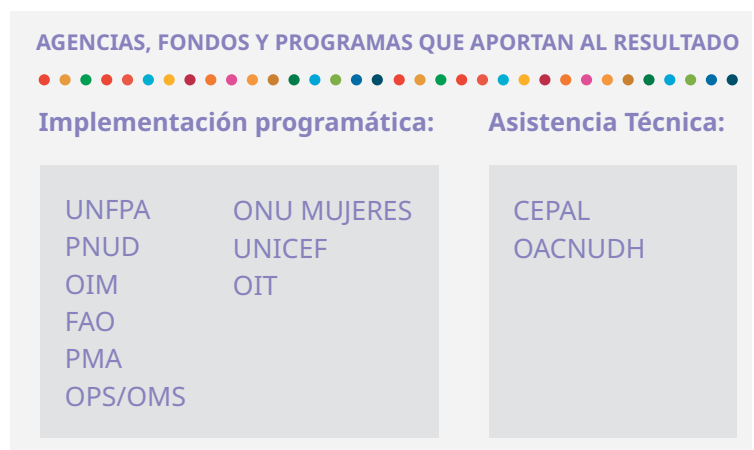 AGENCIAS, FONDOS Y PROGRAMAS QUE APORTAN AL RESULTADO
Implementación programática:
UNFPA
PNUD
OIM
FAO
PMA
OPS/OMS
ONU MUJERES
UNICEF
OIT
Asistencia Técnica:
CEPAL
OACNUDH